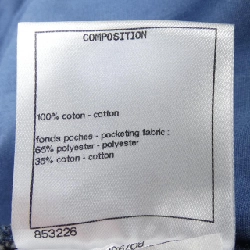 COMPOSITION
100% coton - cotton
fonds poches - pocketing fabric :
65% polyester - polyester
35% coton - cotton
853226